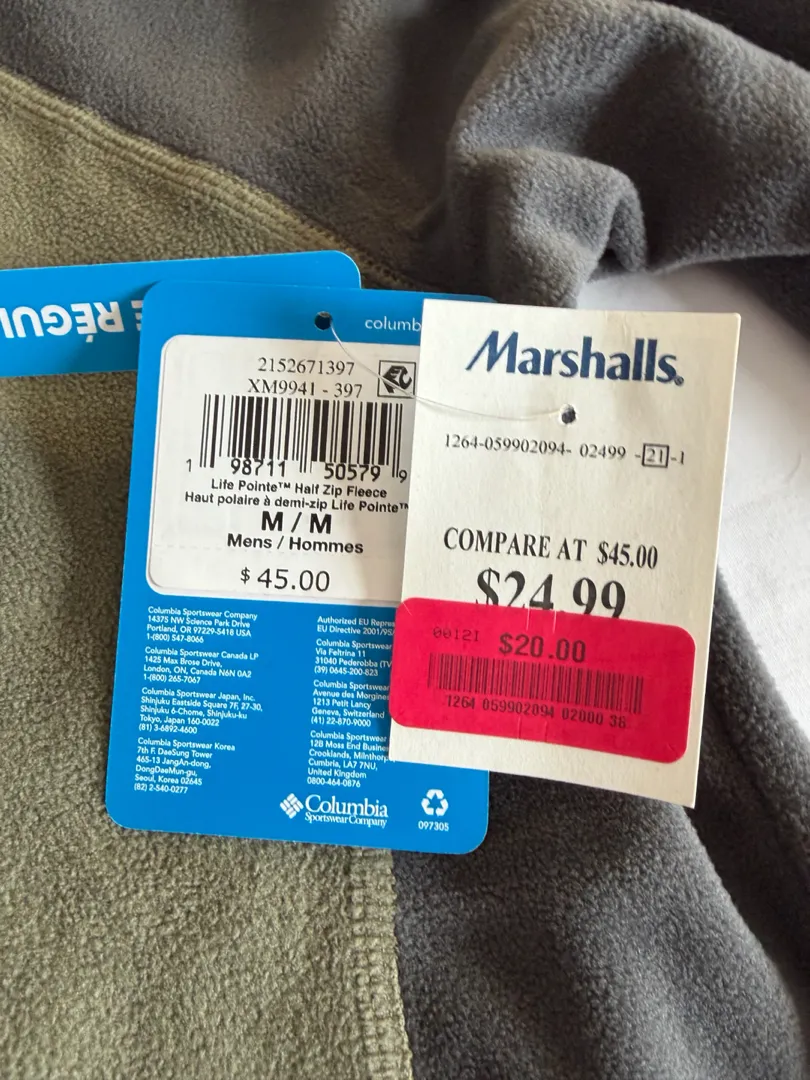 RÉGU
columb
2152671397
XM9941 - 397
1 98711 50579 9
Life Pointe™ Half Zip Fleece
Haut polaire à demi-zip Life Pointe™
M / M
Mens / Hommes
$ 45.00
Columbia Sportswear Company
14375 NW Science Park Drive
Portland, OR 97229-5418 USA
1-(800) 547-8066
Columbia Sportswear Canada LP
1425 Max Brose Drive,
London, ON, Canada N6N 0A2
1-(800) 265-7067
Columbia Sportswear Japan, Inc.
Shinjuku Eastside Square 7F, 27-30,
Shinjuku 6-Chome, Shinjuku-ku
Tokyo, Japan 160-0022
(81) 3-6892-4600
Columbia Sportswear Korea
7th F. DaeSung Tower
465-13 JangAn-dong,
DongDaeMun-gu,
Seoul, Korea 02645
(82) 2-540-0277
Authorized EU Repres
EU Directive 2001/95/
Columbia Sportswear
Via Feltrina 11
31040 Pederobba (TV
(39) 0645-200-823
Columbia Sportswear
Avenue des Morgines
1213 Petit Lancy
Geneva, Switzerland
(41) 22-870-9000
Columbia Sportswear
12B Moss End Busine
Crooklands, Milnthorp
Cumbria, LA7 7NU,
United Kingdom
0800-464-0876
Columbia
Sportswear Company
097305
Marshalls.
1264-059902094- 02499 -21-1
COMPARE AT $45.00
$24.99
00121 $20.00
1264 059902094 02000 36